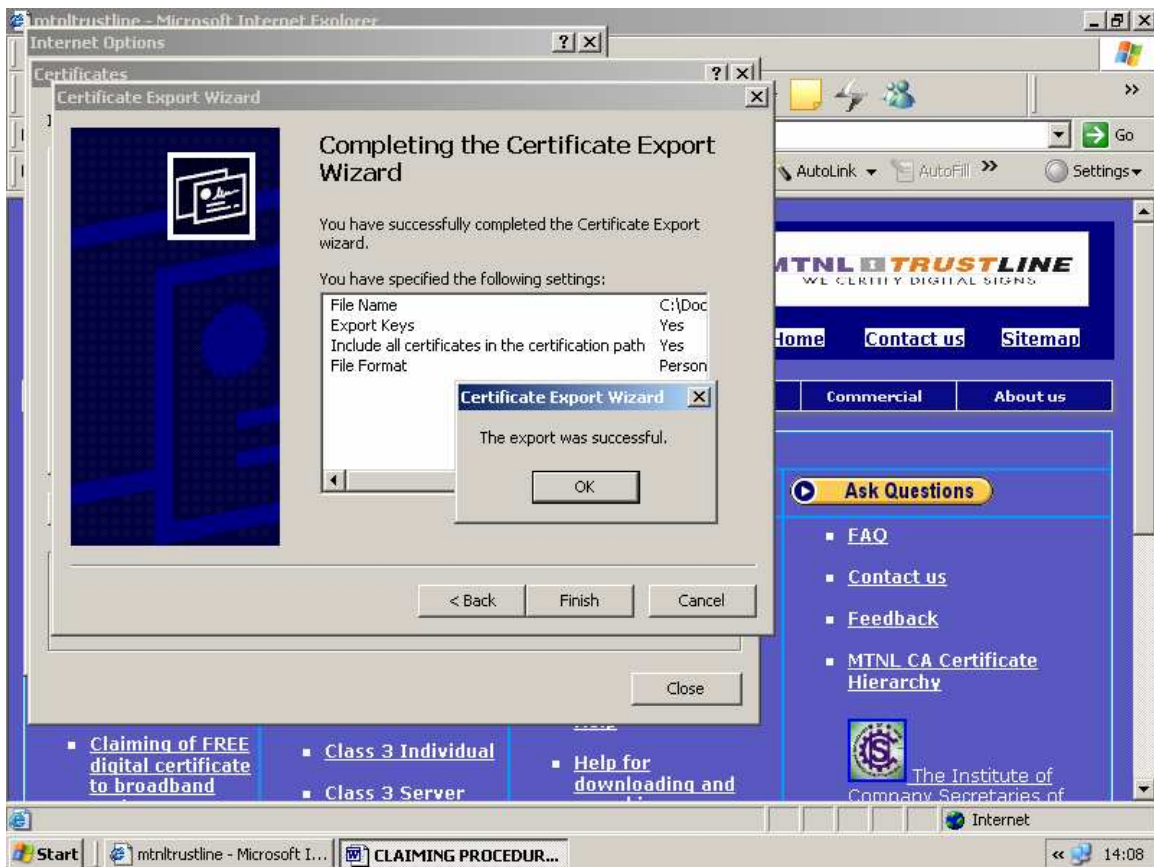 mtnltrustline - Microsoft Internet Explorer
Internet Options
Certificates
Certificate Export Wizard
Completing the Certificate Export
Wizard
You have successfully completed the Certificate Export
wizard.
You have specified the following settings:
File Name C:\Doc
Export Keys Yes
Include all certificates in the certification path Yes
File Format Person
Certificate Export Wizard
The export was successful.
OK
< Back Finish Cancel
Close
Go
AutoLink AutoFill Settings
MTNL TRUSTLINE
WE CERTIFY DIGITAL SIGNS
Home Contact us Sitemap
Commercial About us
Ask Questions
FAQ
Contact us
Feedback
MTNL CA Certificate
Hierarchy
The Institute of
Company Secretaries of
Claiming of FREE
digital certificate
to broadband
Class 3 Individual
Class 3 Server
Help for
downloading and
Internet
Start mtnltrustline - Microsoft I... CLAIMING PROCEDUR... 14:08